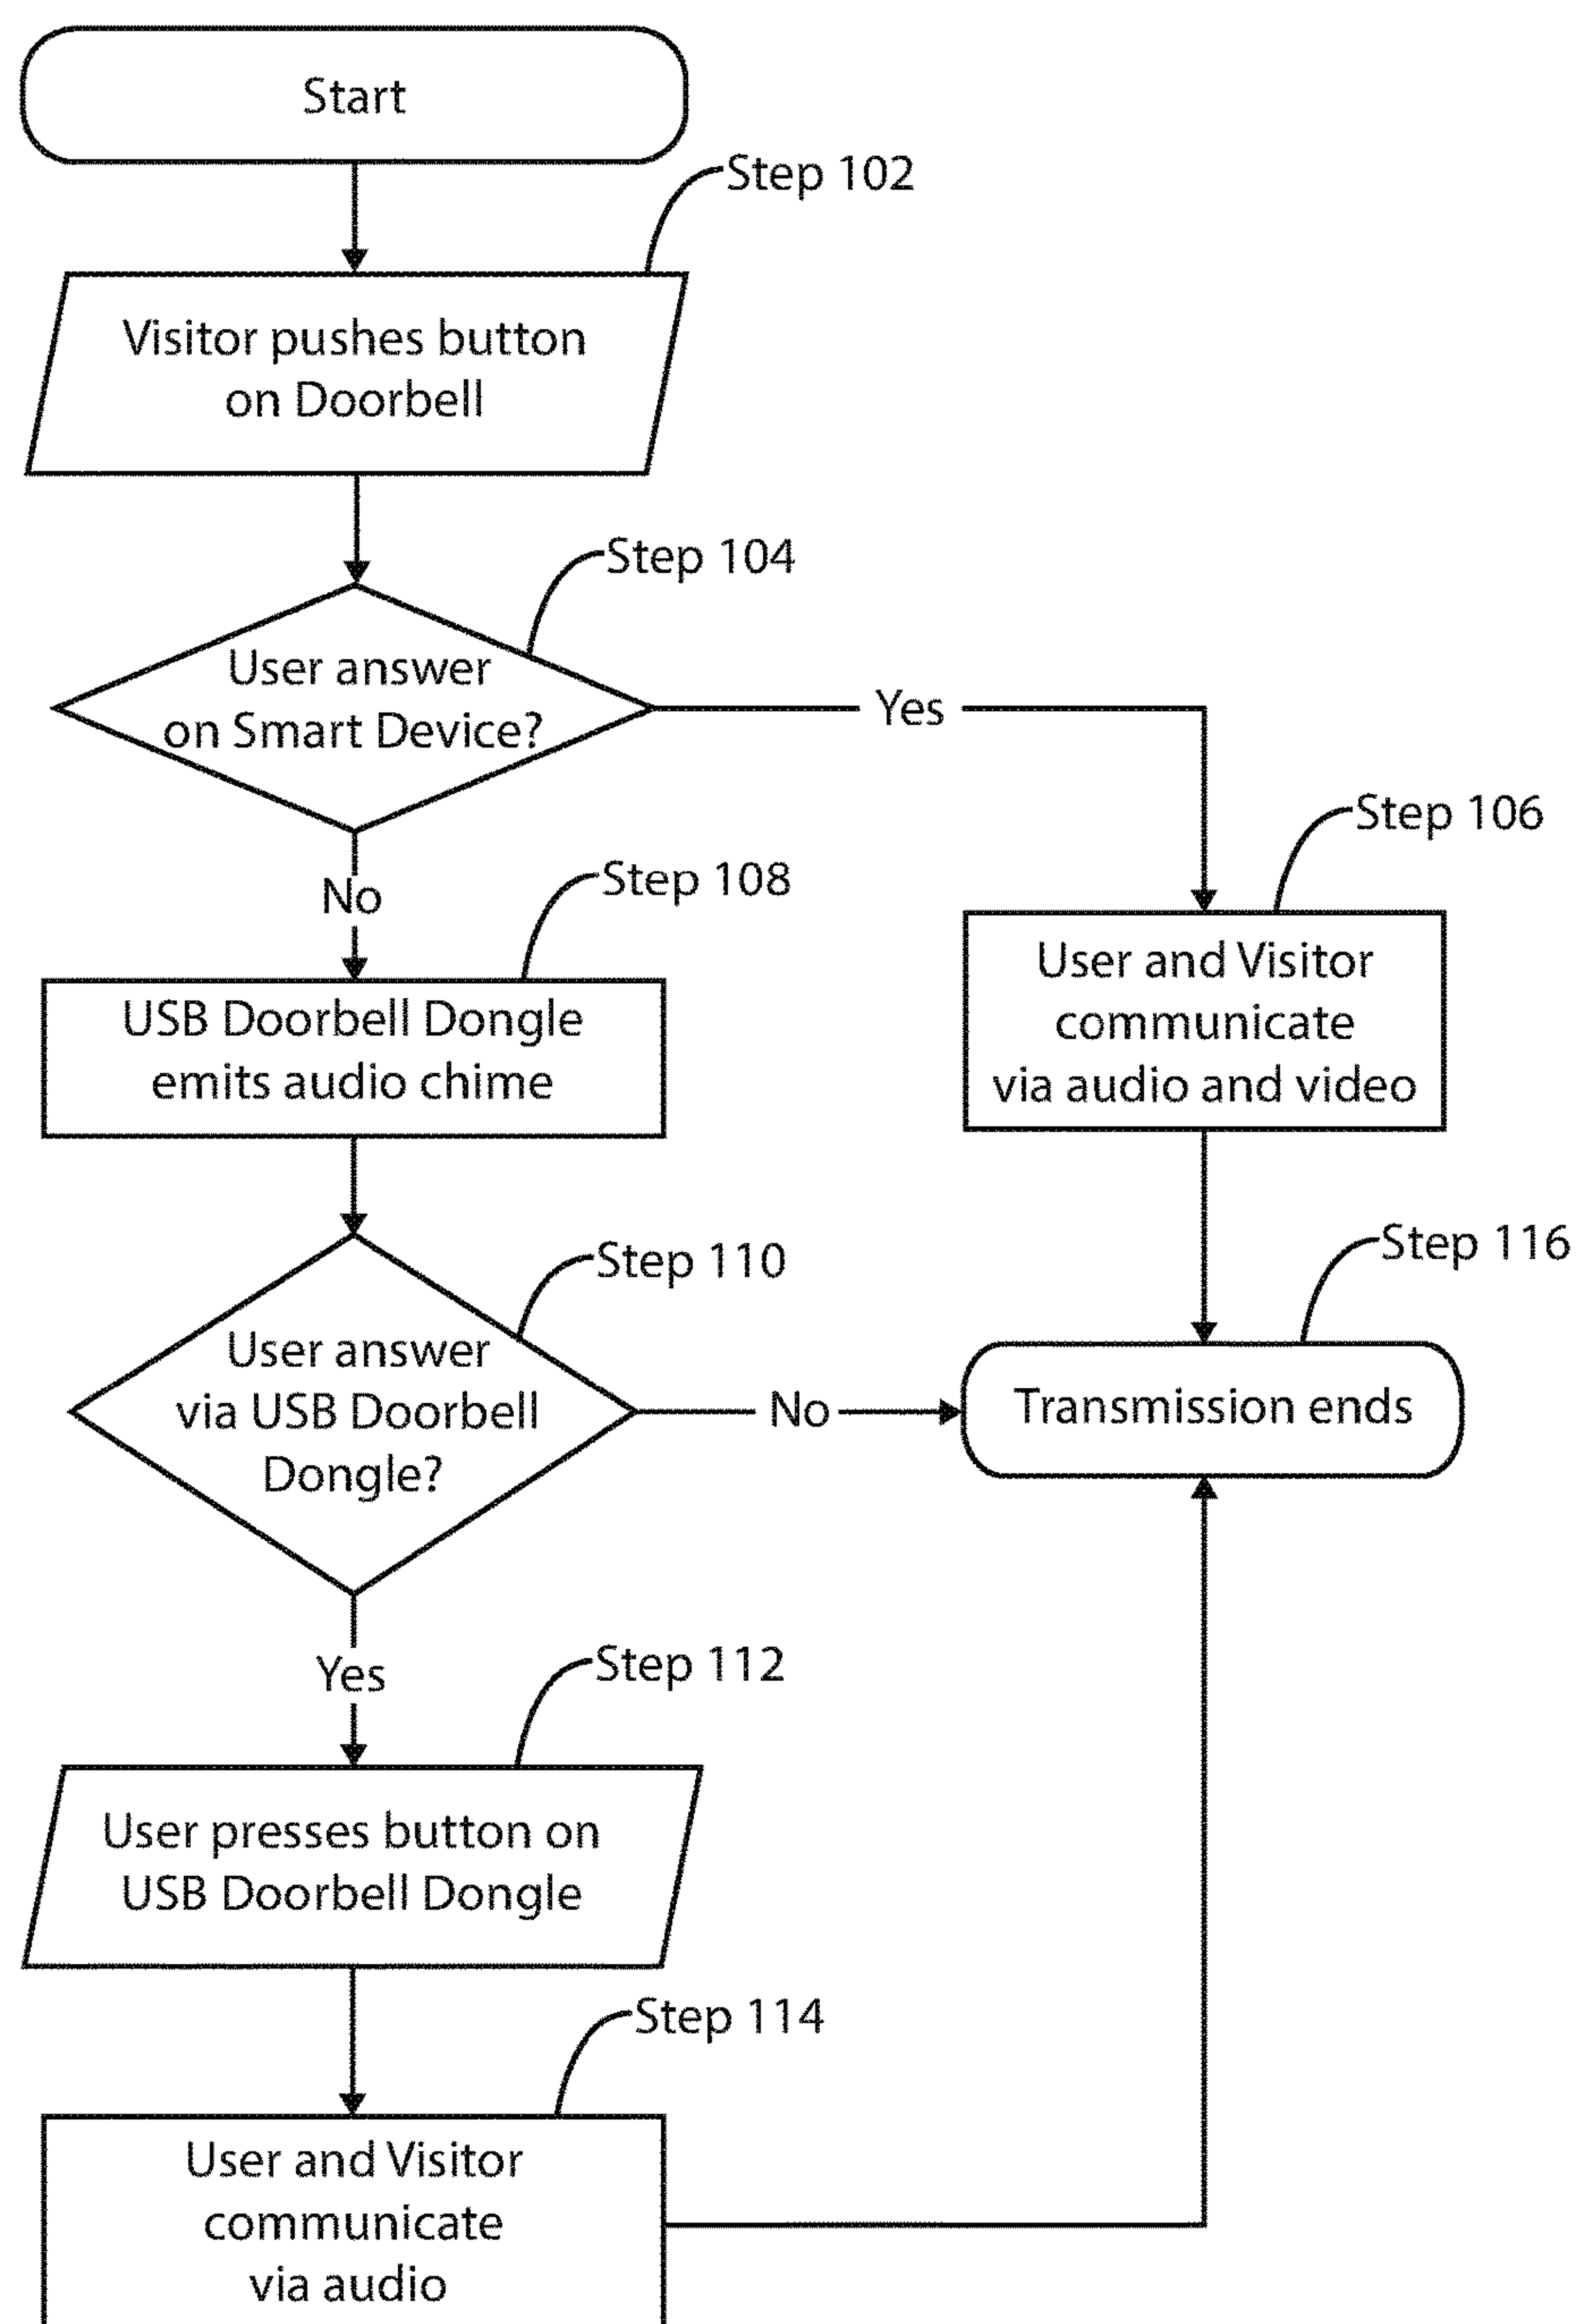 Start
Step 102
Visitor pushes button
on Doorbell
Step 104
User answer
on Smart Device?
Yes
Step 106
No
Step 108
User and Visitor
communicate
via audio and video
USB Doorbell Dongle
emits audio chime
Step 110
Step 116
User answer
via USB Doorbell
Dongle?
No
Transmission ends
Yes
Step 112
User presses button on
USB Doorbell Dongle
Step 114
User and Visitor
communicate
via audio